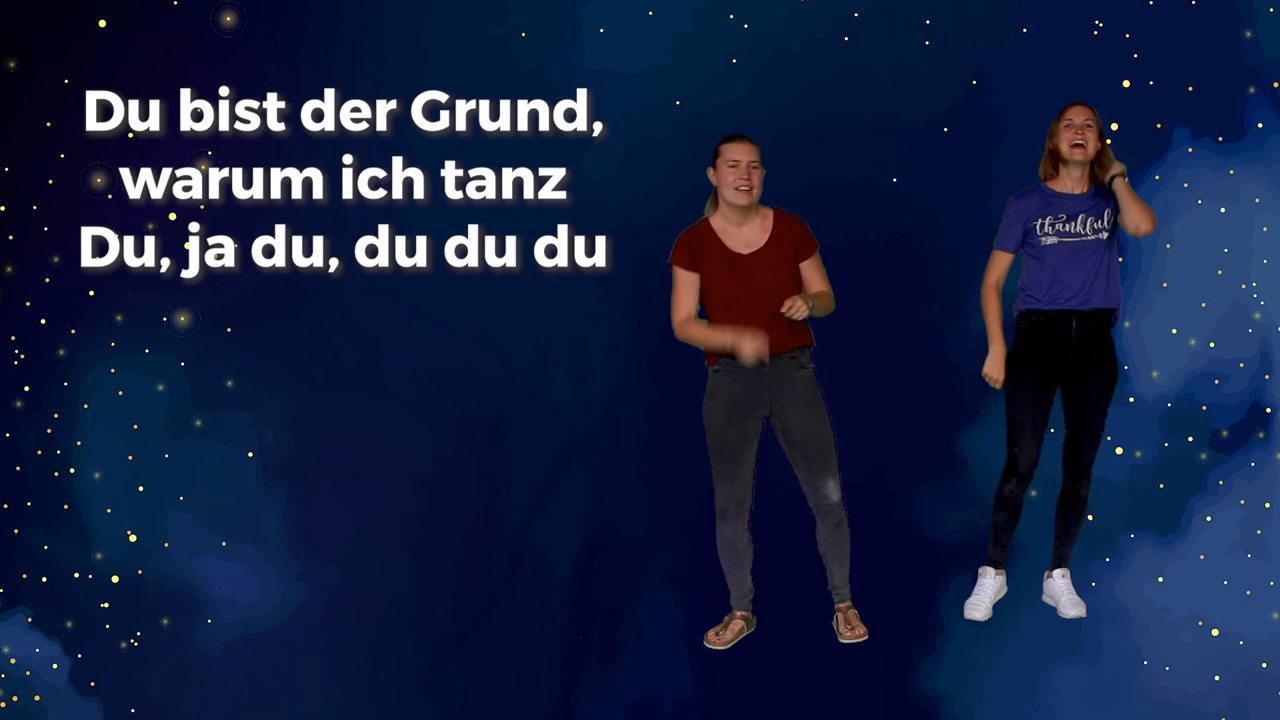 Du bist der Grund,
warum ich tanz
Du, ja du, du du du
thankful